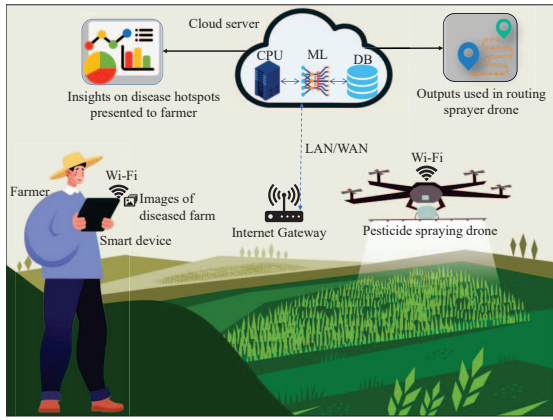 Cloud server
CPU
ML
DB
Insights on disease hotspots
presented to farmer
Outputs used in routing
sprayer drone
LAN/WAN
Wi-Fi
Wi-Fi
Farmer
Images of
diseased farm
Smart device
Internet Gateway
Pesticide spraying drone